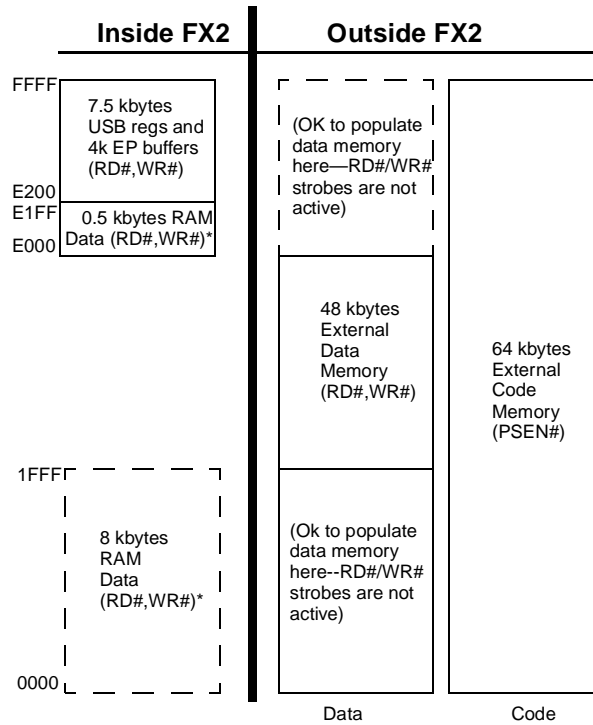 Inside FX2
Outside FX2
FFFF
7.5 kbytes
USB regs and
4k EP buffers
(RD#,WR#)
E200
E1FF
0.5 kbytes RAM
Data (RD#,WR#)*
E000
(OK to populate
data memory
here—RD#/WR#
strobes are not
active)
48 kbytes
External
Data
Memory
(RD#,WR#)
64 kbytes
External
Code
Memory
(PSEN#)
1FFF
8 kbytes
RAM
Data
(RD#,WR#)*
(Ok to populate
data memory
here--RD#/WR#
strobes are not
active)
0000
Data
Code